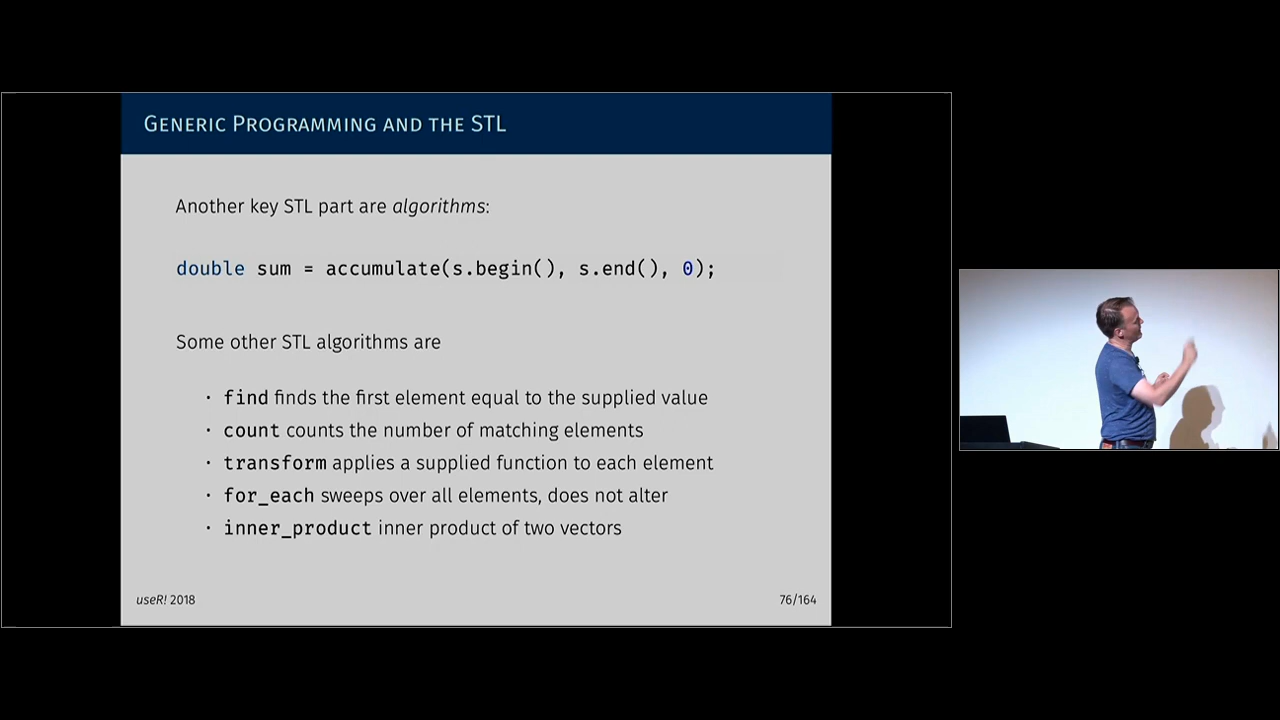 GENERIC PROGRAMMING AND THE STL
Another key STL part are algorithms:
double sum = accumulate(s.begin(), s.end(), 0);
Some other STL algorithms are
· find finds the first element equal to the supplied value
· count counts the number of matching elements
· transform applies a supplied function to each element
· for_each sweeps over all elements, does not alter
· inner_product inner product of two vectors
useR! 2018
76/164